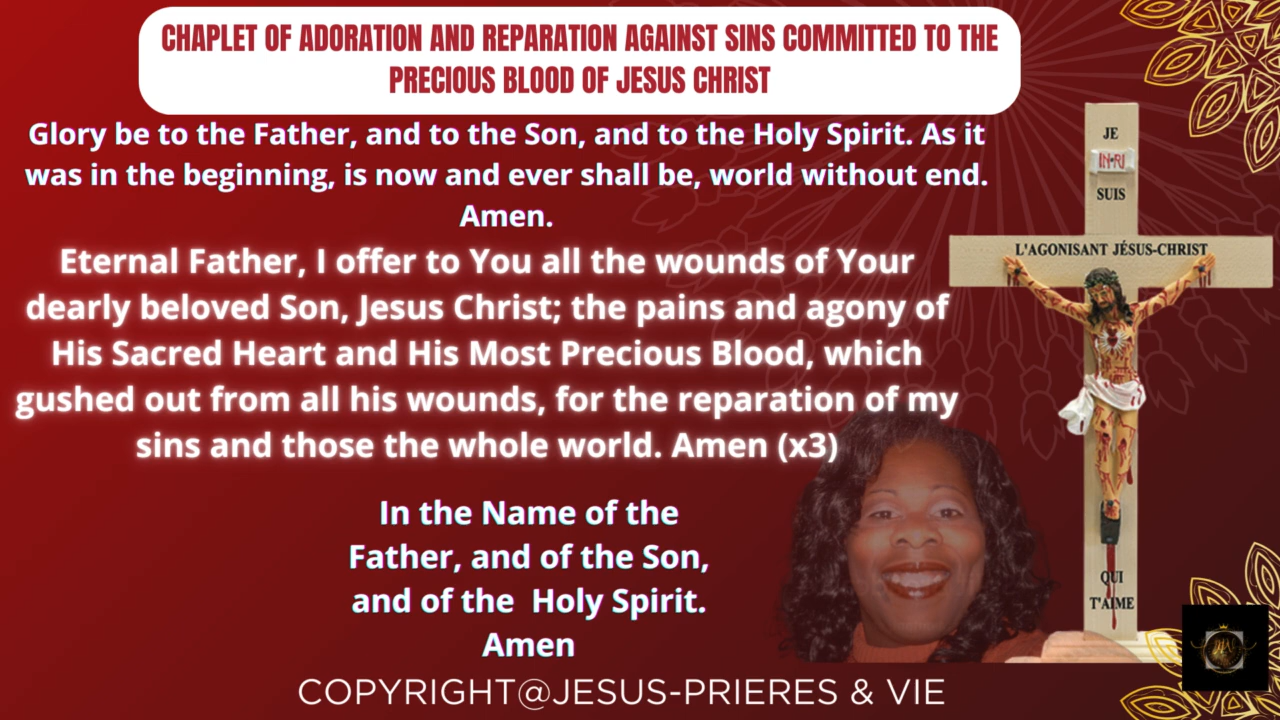 CHAPLET OF ADORATION AND REPARATION AGAINST SINS COMMITTED TO THE
PRECIOUS BLOOD OF JESUS CHRIST
Glory be to the Father, and to the Son, and to the Holy Spirit. As it
was in the beginning, is now and ever shall be, world without end.
Amen.
Eternal Father, I offer to You all the wounds of Your
dearly beloved Son, Jesus Christ; the pains and agony of
His Sacred Heart and His Most Precious Blood, which
gushed out from all his wounds, for the reparation of my
sins and those the whole world. Amen (x3)
In the Name of the
Father, and of the Son,
and of the Holy Spirit.
Amen
COPYRIGHT@JESUS-PRIERES & VIE
JE
INRI
SUIS
L'AGONISANT JÉSUS-CHRIST
QUI
T'AIME